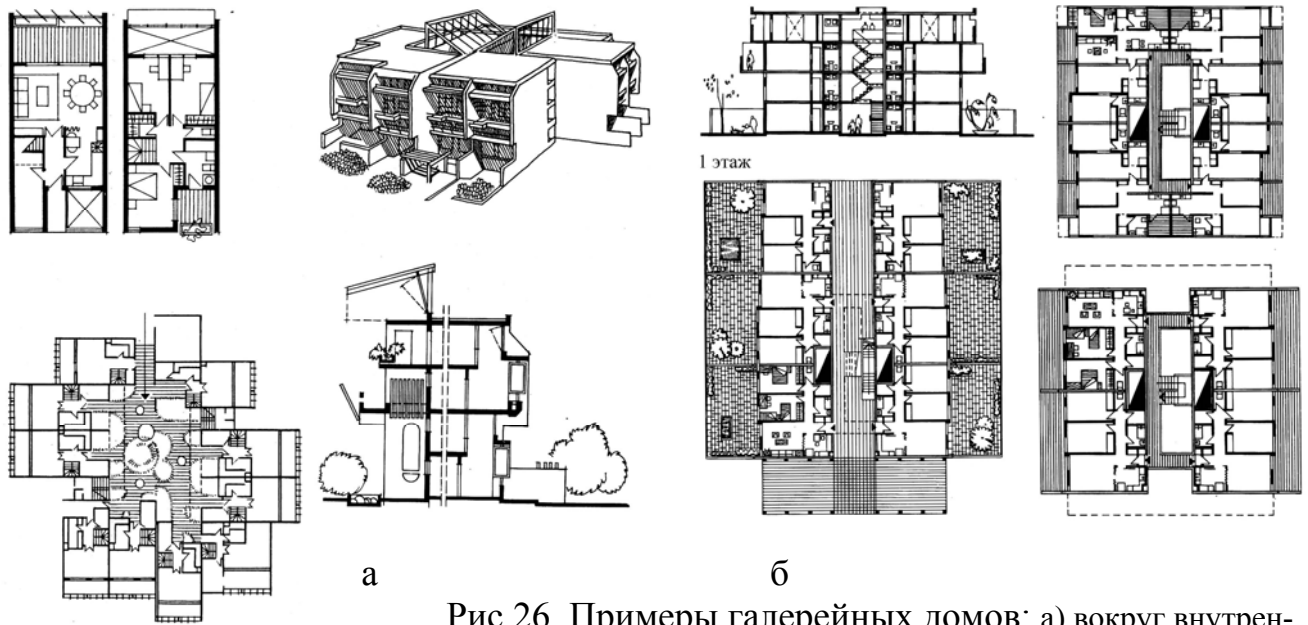 1 этаж
а
б
Рис 26 Примеры галерейных домов: а) вокруг внутрен-